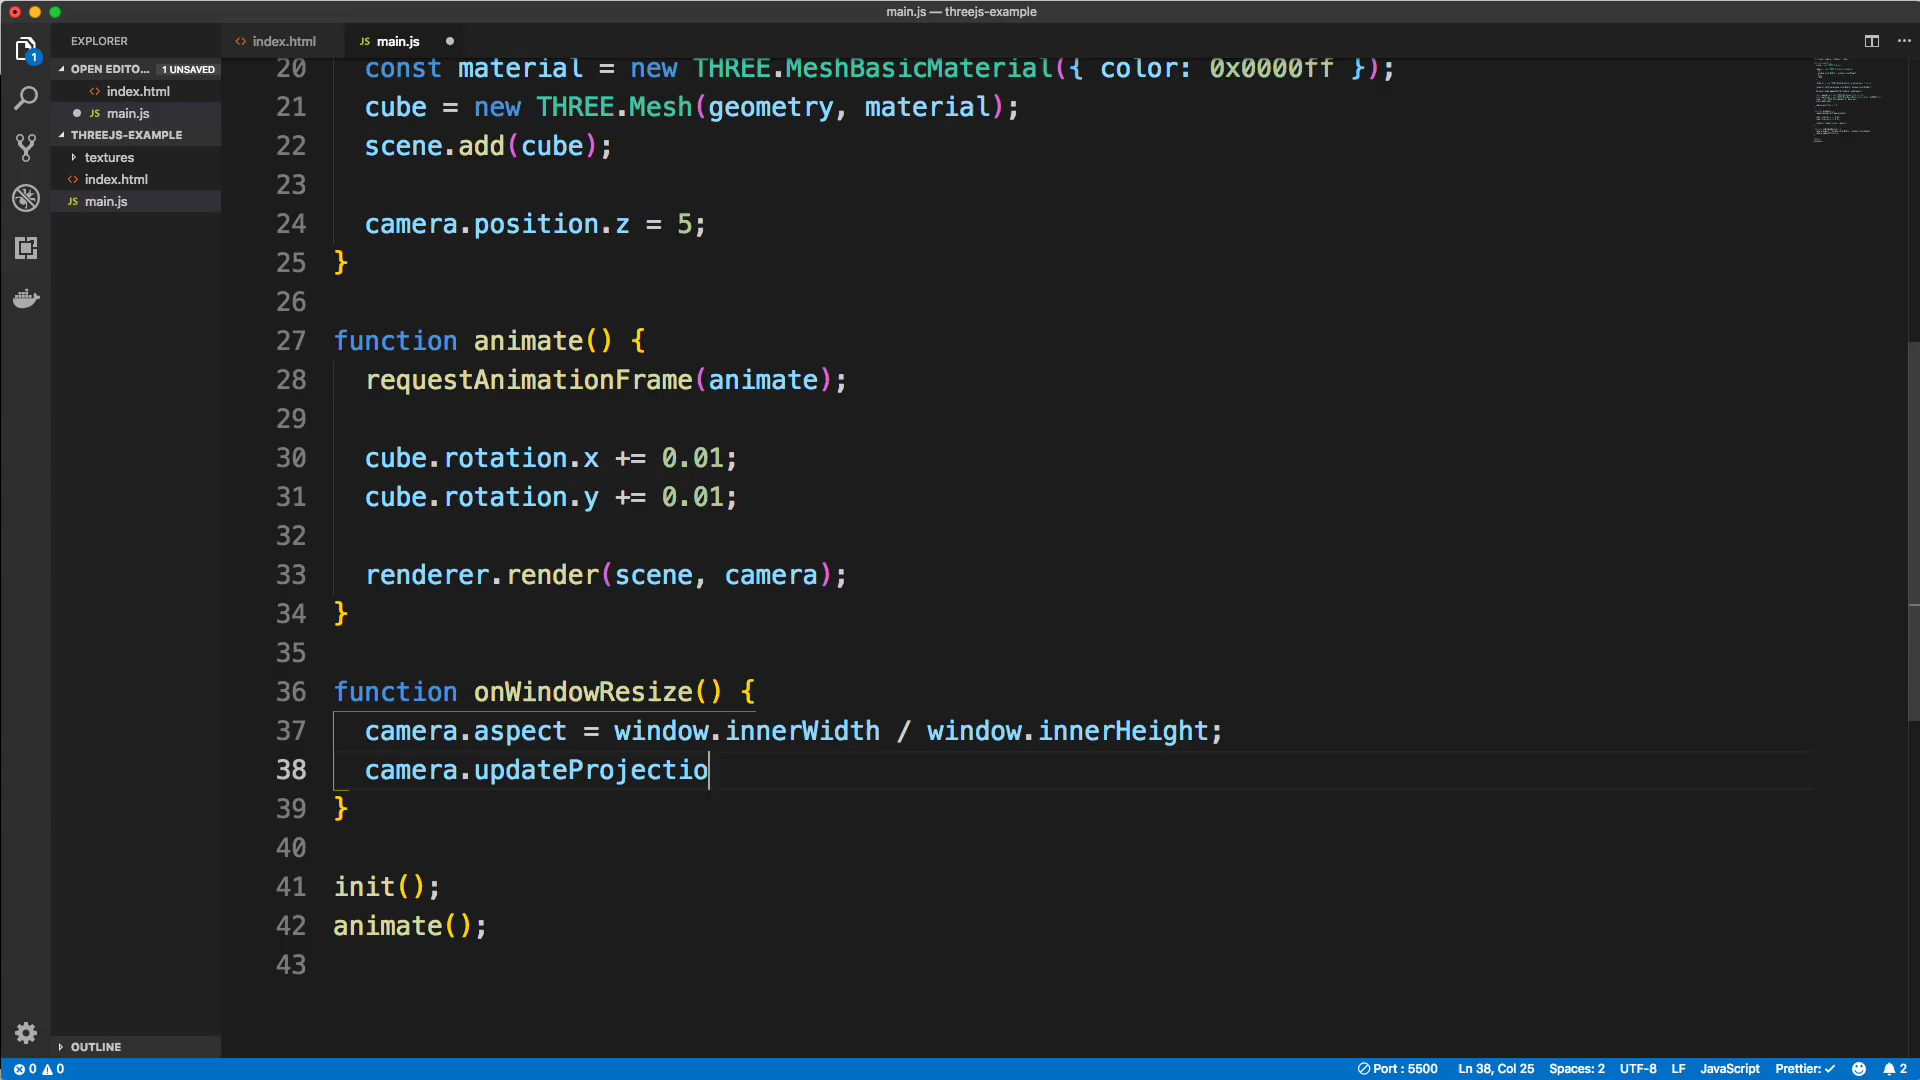 main.js — threejs-example
EXPLORER
index.html
JS main.js
OPEN EDITO... 1 UNSAVED
index.html
JS main.js
THREEJS-EXAMPLE
textures
index.html
JS main.js
1
20 const material = new THREE.MeshBasicMaterial({ color: 0x0000ff });
21 cube = new THREE.Mesh(geometry, material);
22 scene.add(cube);
23
24 camera.position.z = 5;
25 }
26
27 function animate() {
28 requestAnimationFrame(animate);
29
30 cube.rotation.x += 0.01;
31 cube.rotation.y += 0.01;
32
33 renderer.render(scene, camera);
34 }
35
36 function onWindowResize() {
37 camera.aspect = window.innerWidth / window.innerHeight;
38 camera.updateProjectio
39 }
40
41 init();
42 animate();
43
OUTLINE
0 0 Port : 5500 Ln 38, Col 25 Spaces: 2 UTF-8 LF JavaScript Prettier: ✓ 2